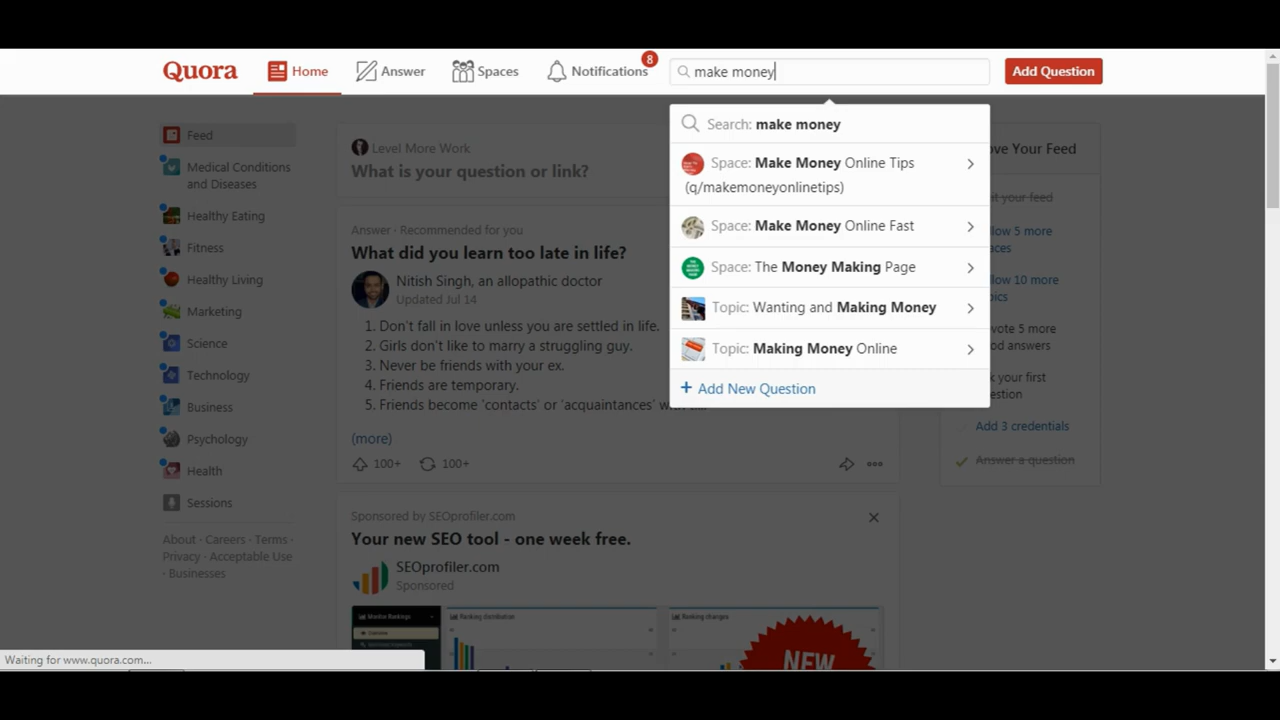 Quora
Home
Answer
Spaces
Notifications
8
make money
Add Question
Search: make money
Space: Make Money Online Tips
(q/makemoneyonlinetips)
Space: Make Money Online Fast
Space: The Money Making Page
Topic: Wanting and Making Money
Topic: Making Money Online
+ Add New Question
Feed
Medical Conditions
and Diseases
Healthy Eating
Fitness
Healthy Living
Marketing
Science
Technology
Business
Psychology
Health
Sessions
About · Careers · Terms ·
Privacy · Acceptable Use
· Businesses
Level More Work
What is your question or link?
Answer · Recommended for you
What did you learn too late in life?
Nitish Singh, an allopathic doctor
Updated Jul 14
1. Don't fall in love unless you are settled in life.
2. Girls don't like to marry a struggling guy.
3. Never be friends with your ex.
4. Friends are temporary.
5. Friends become 'contacts' or 'acquaintances'
(more)
100+
100+
Sponsored by SEOprofiler.com
Your new SEO tool - one week free.
SEOprofiler.com
Sponsored
Ranking distribution
Ranking changes
NEW
ove Your Feed
it your feed
llow 5 more
aces
llow 10 more
pics
vote 5 more
od answers
k your first
estion
Add 3 credentials
Answer a question
Waiting for www.quora.com...